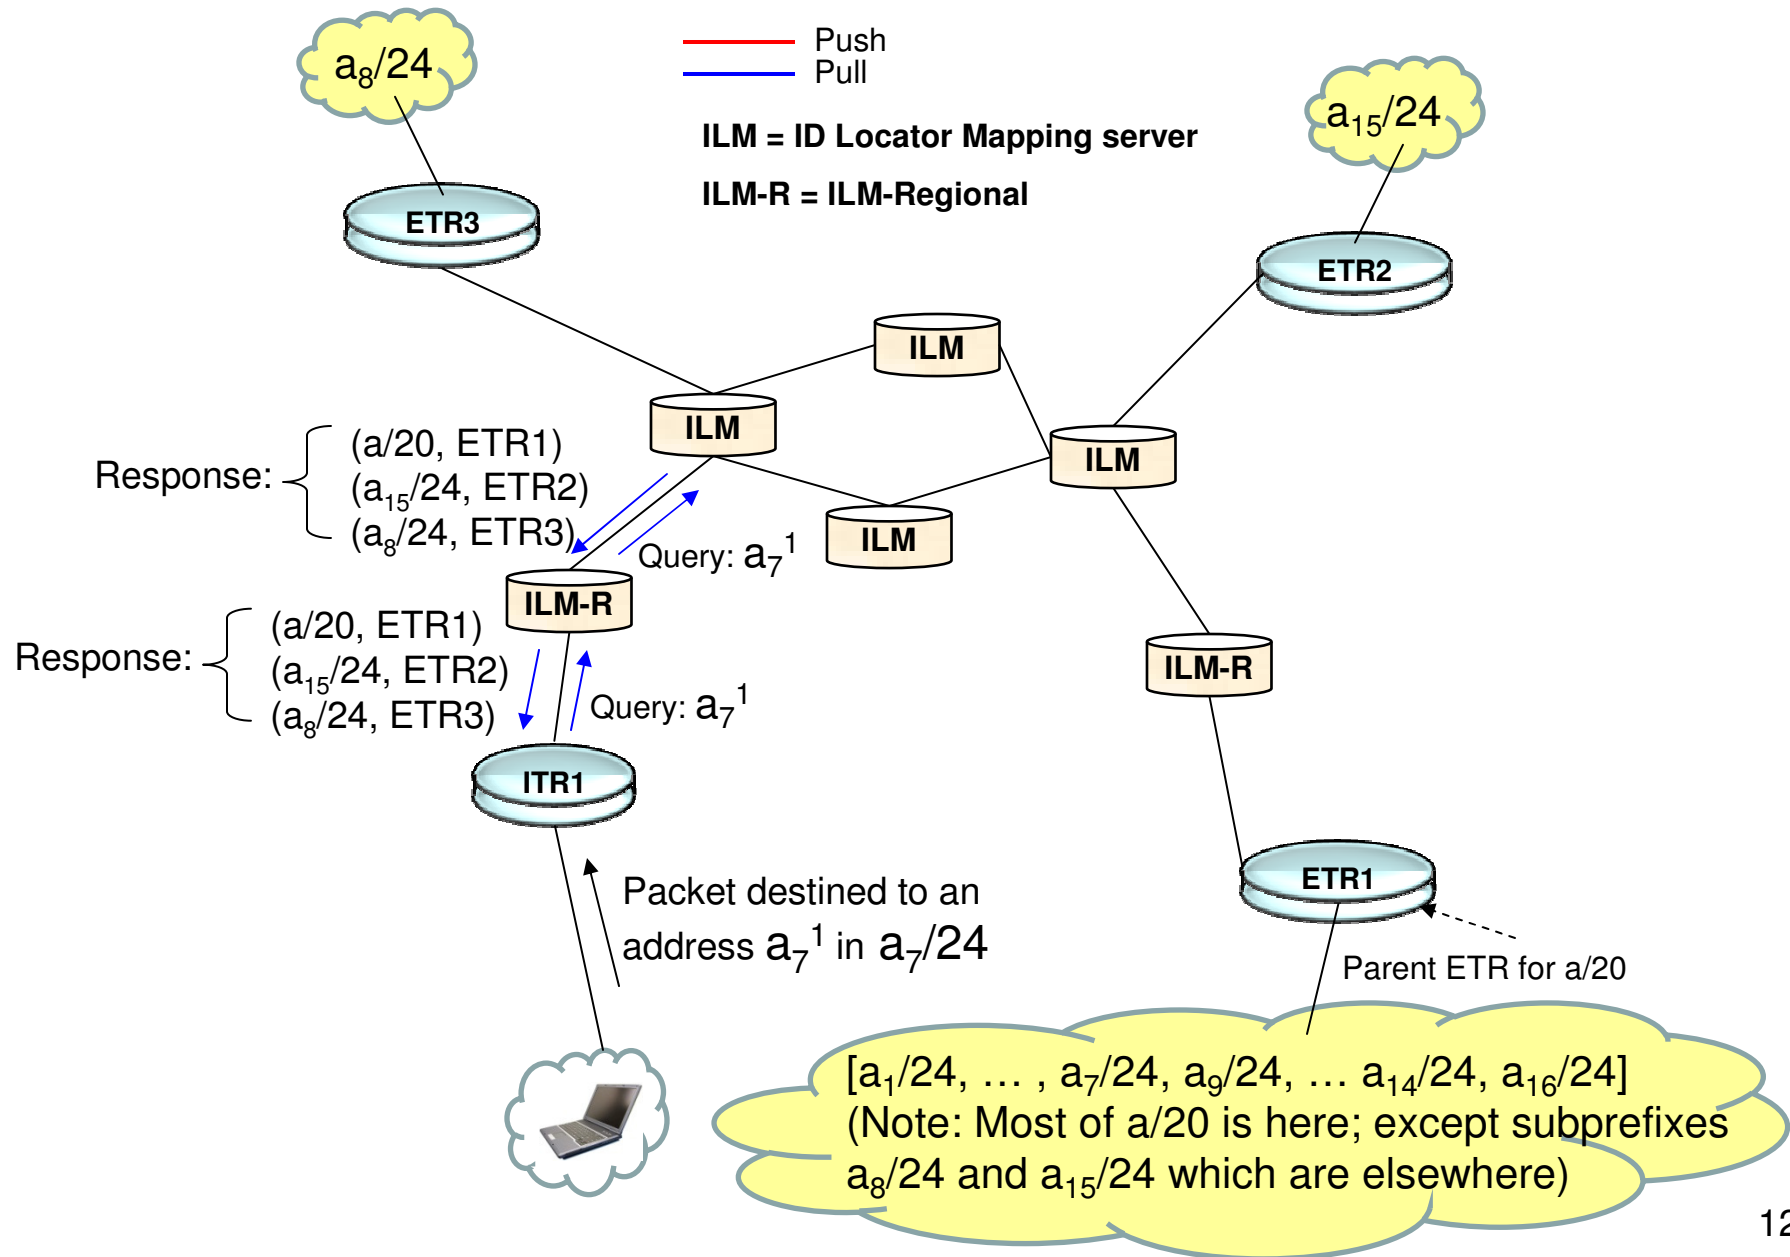 a₈/24
Push
Pull
a₁₅/24
ILM = ID Locator Mapping server
ILM-R = ILM-Regional
ETR3
ETR2
ILM
ILM
ILM
ILM
Response:
(a/20, ETR1)
(a₁₅/24, ETR2)
(a₈/24, ETR3)
Query: a₇¹
ILM-R
Response:
(a/20, ETR1)
(a₁₅/24, ETR2)
(a₈/24, ETR3)
Query: a₇¹
ILM-R
ITR1
Packet destined to an
address a₇¹ in a₇/24
ETR1
Parent ETR for a/20
[a₁/24, … , a₇/24, a₉/24, … a₁₄/24, a₁₆/24]
(Note: Most of a/20 is here; except subprefixes
a₈/24 and a₁₅/24 which are elsewhere)
12